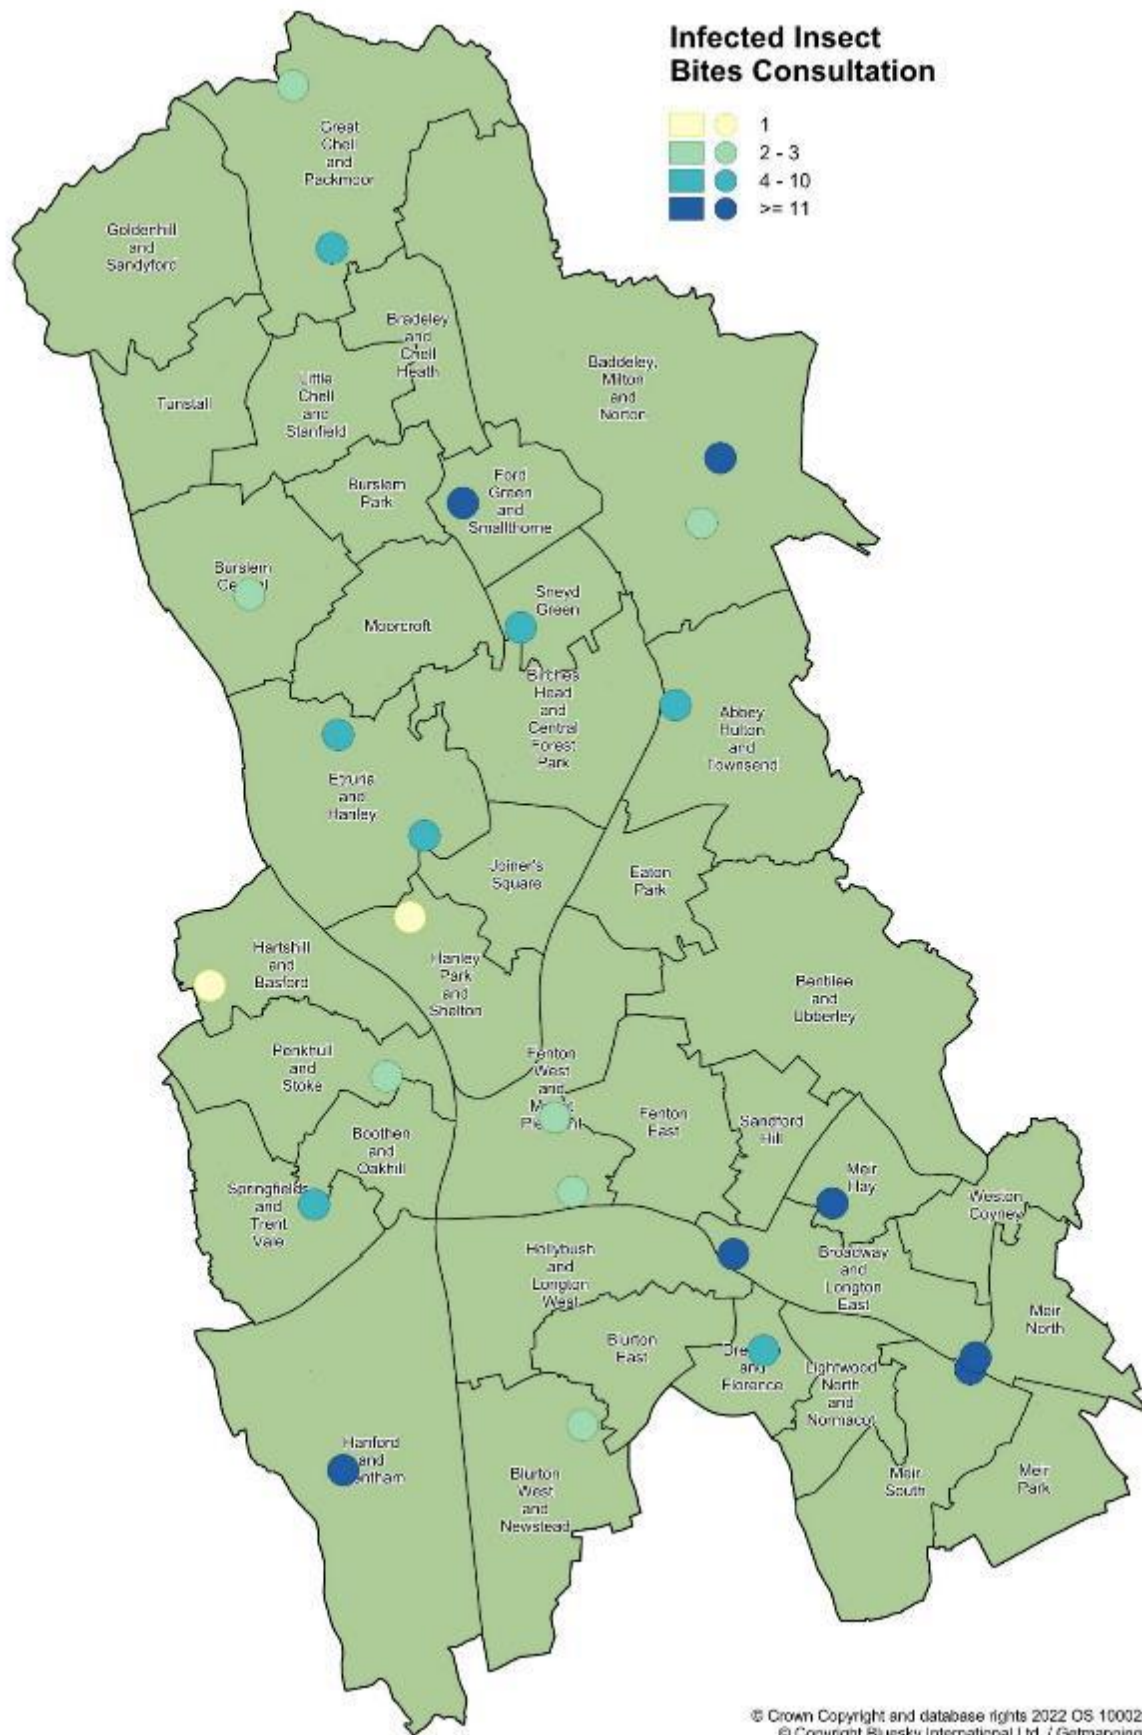 Infected Insect
Bites Consultation
1
2 - 3
4 - 10
>= 11
Great
Chell
and
Packmoor
Goldenhill
and
Sandyford
Bradeley
and
Chell
Heath
Baddeley,
Milton
and
Norton
Tunstall
Little
Chell
and
Stanfield
Burslem
Park
Ford
Green
and
Smallthorne
Burslem
Sneyd
Green
Moorcroft
Birches
Head
and
Central
Forest
Park
Abbey
Hulton
and
Townsend
Etruria
and
Hanley
Joiner's
Square
Eaton
Park
Hartshill
and
Basford
Hanley
Park
and
Shelton
Bentilee
and
Ubberley
Penkhull
and
Stoke
Fenton
West
and
Fenton
East
Sandford
Hill
Boothen
and
Oakhill
Meir
Hay
Springfields
and
Trent
Vale
Weston
Coyney
Hollybush
and
Longton
West
Broadway
and
Longton
East
Meir
North
Blurton
East
and
Florence
Lightwood
North
and
Normacot
Hanford
and
Blurton
West
and
Newstead
Meir
South
Meir
Park
© Crown Copyright and database rights 2022 OS 10002
© Copyright Bluesky International Ltd. / Getmapping